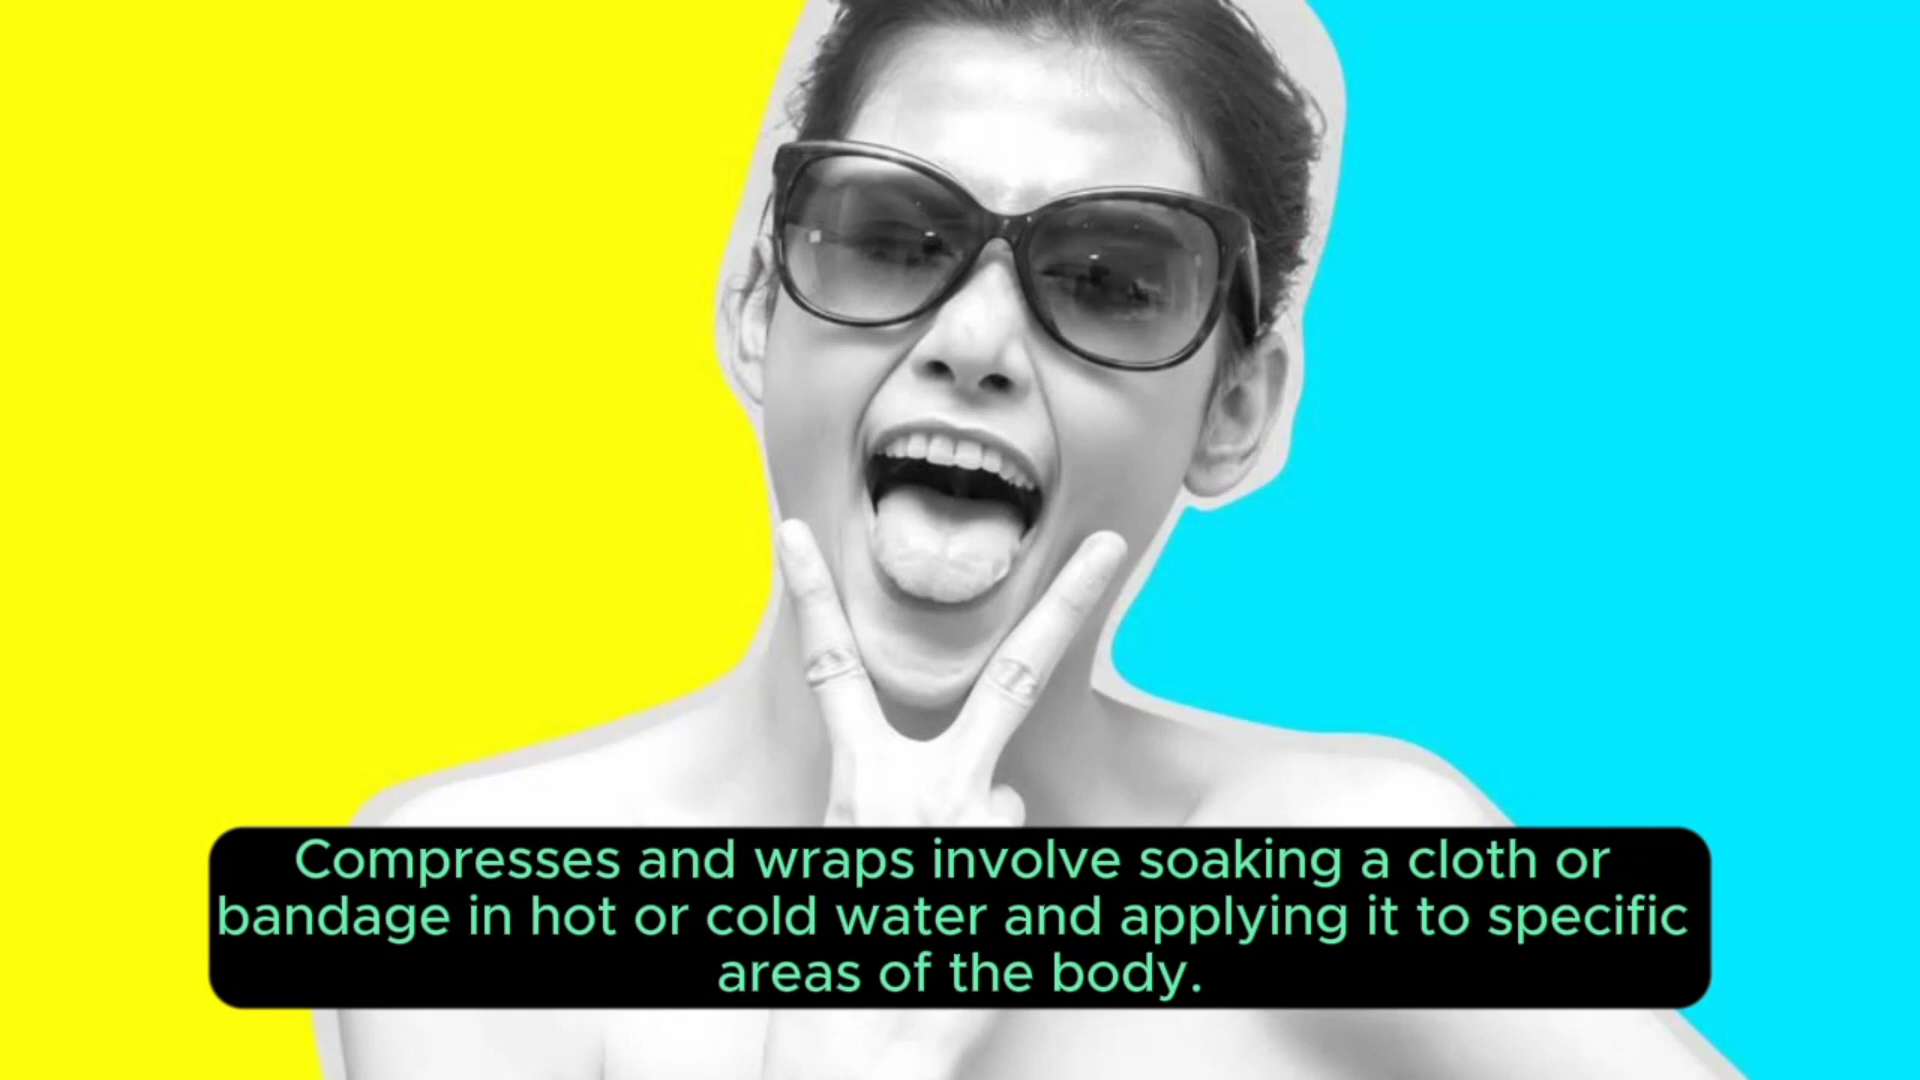 Compresses and wraps involve soaking a cloth or
bandage in hot or cold water and applying it to specific
areas of the body.